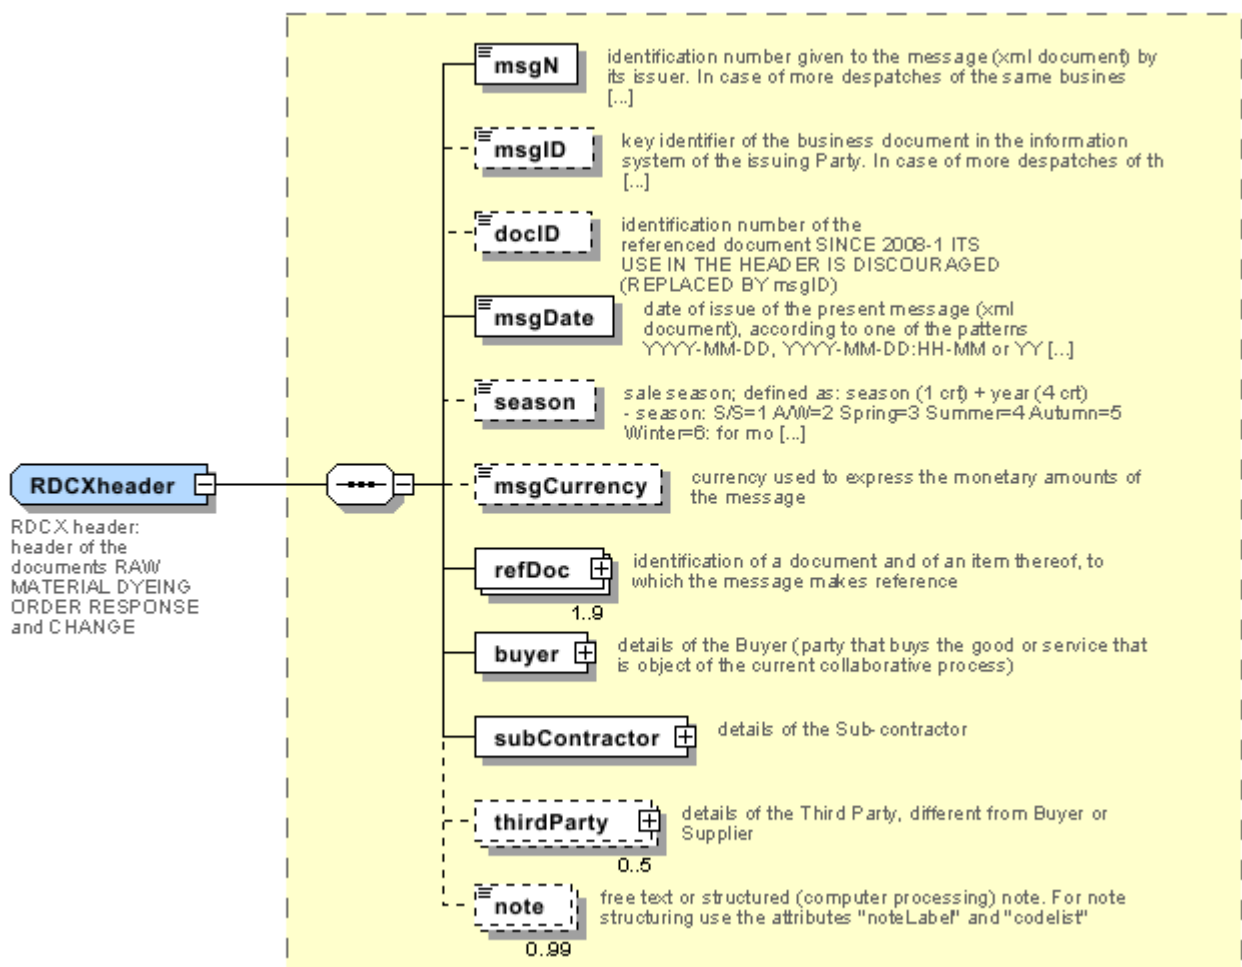 msgN
identification number given to the message (xml document) by
its issuer. In case of more despatches of the same busines
[...]
msgID
key identifier of the business document in the information
system of the issuing Party. In case of more despatches of th
[...]
docID
identification number of the
referenced document SINCE 2008-1 ITS
USE IN THE HEADER IS DISCOURAGED
(REPLACED BY msgID)
msgDate
date of issue of the present message (xml
document), according to one of the patterns
YYYY-MM-DD, YYYY-MM-DD:HH-MM or YY [...]
season
sale season; defined as: season (1 crt) + year (4 crt)
- season: S/S=1 A/W=2 Spring=3 Summer=4 Autumn=5
Winter=6: for mo [...]
RDCXheader
RDCX header:
header of the
documents RAW
MATERIAL DYEING
ORDER RESPONSE
and CHANGE
msgCurrency
currency used to express the monetary amounts of
the message
refDoc
1..9
identification of a document and of an item thereof, to
which the message makes reference
buyer
details of the Buyer (party that buys the good or service that
is object of the current collaborative process)
subContractor
details of the Sub-contractor
thirdParty
0..5
details of the Third Party, different from Buyer or
Supplier
note
0..99
free text or structured (computer processing) note. For note
structuring use the attributes "noteLabel" and "codelist"